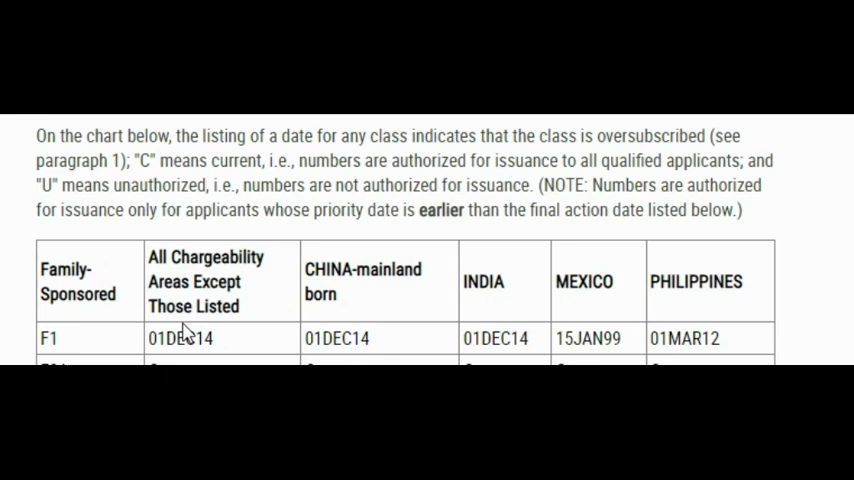 On the chart below, the listing of a date for any class indicates that the class is oversubscribed (see
paragraph 1); "C" means current, i.e., numbers are authorized for issuance to all qualified applicants; and
"U" means unauthorized, i.e., numbers are not authorized for issuance. (NOTE: Numbers are authorized
for issuance only for applicants whose priority date is earlier than the final action date listed below.)
Family-Sponsored All Chargeability Areas Except Those Listed CHINA-mainland born INDIA MEXICO PHILIPPINES
F1 01DEC14 01DEC14 01DEC14 15JAN99 01MAR12